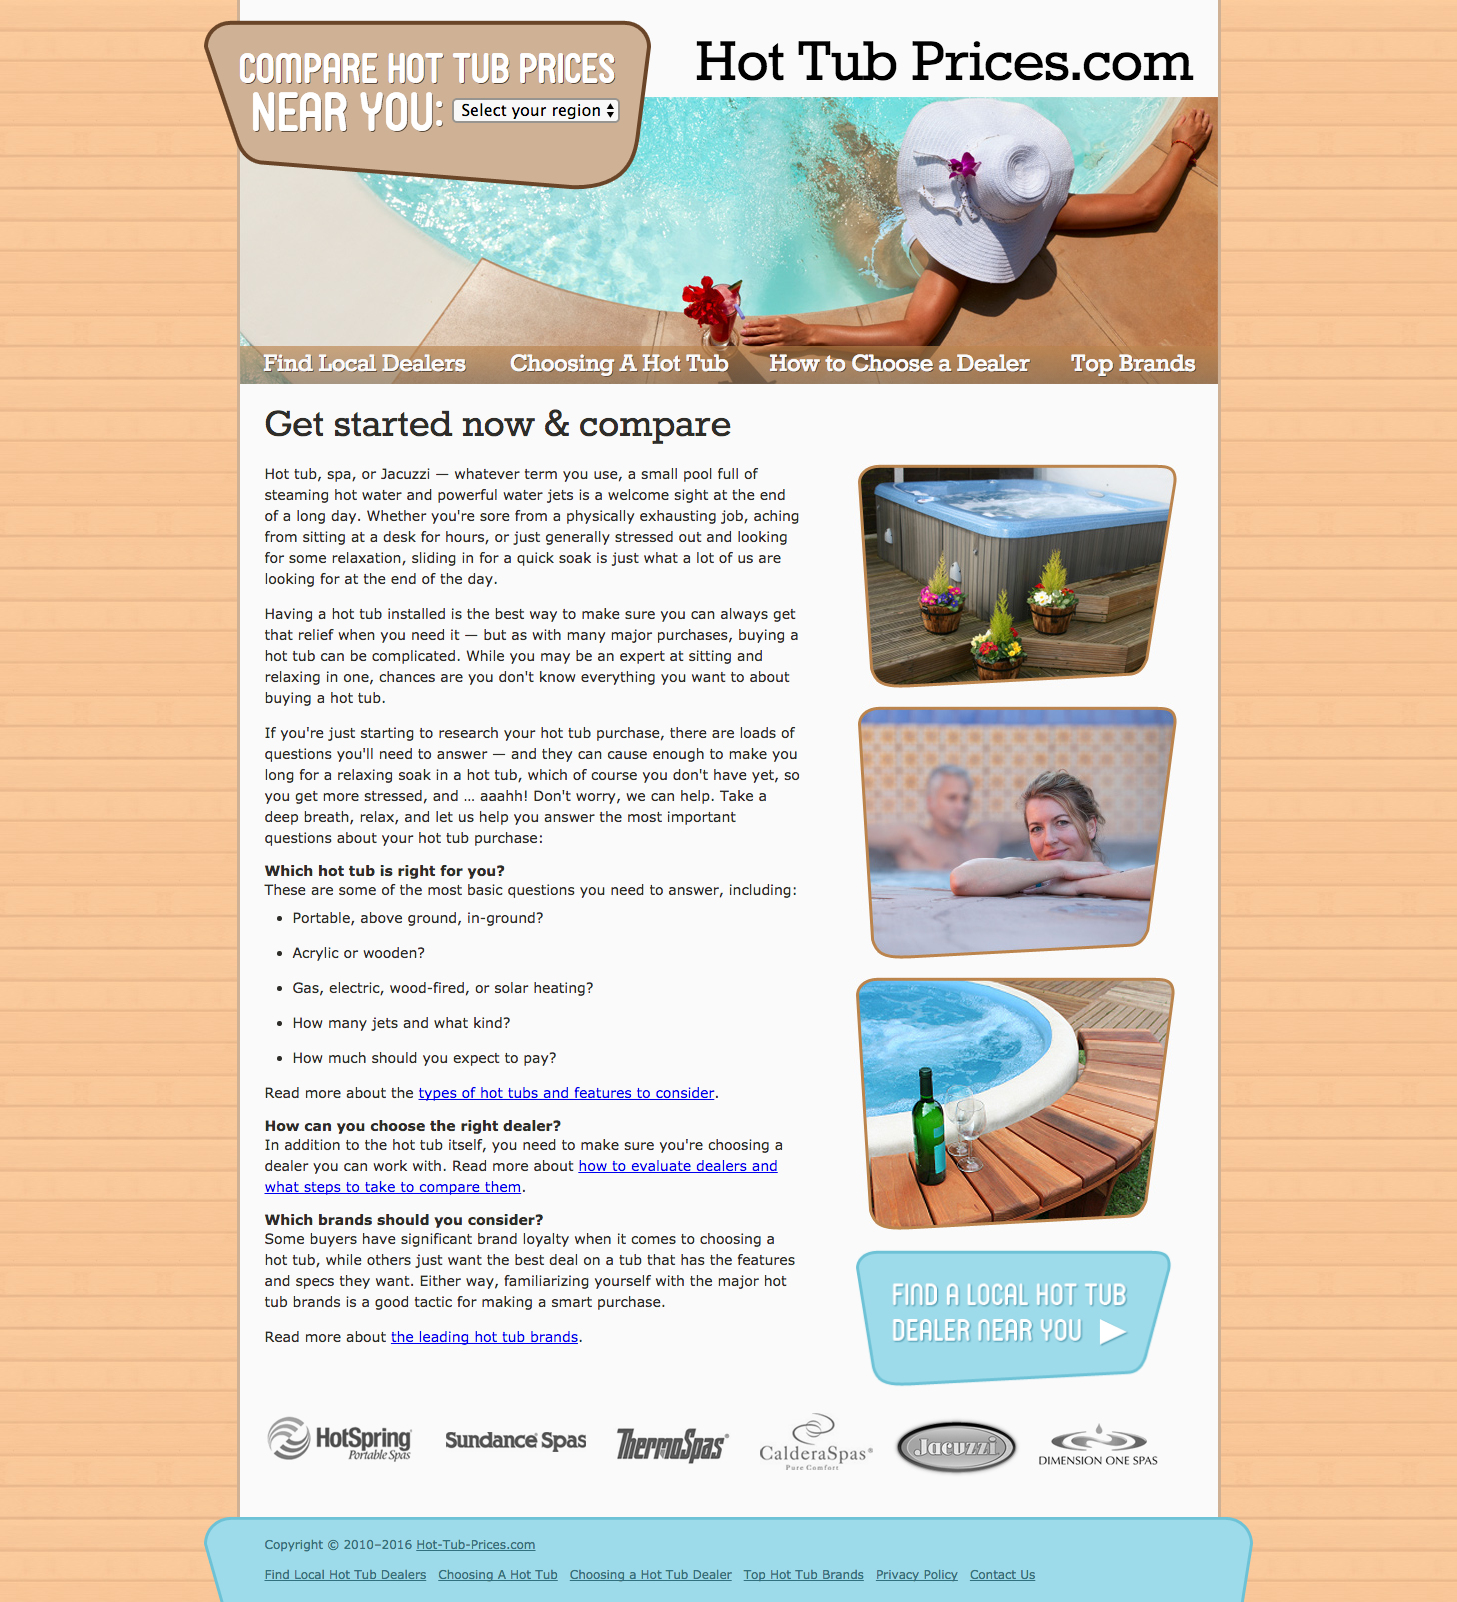 COMPARE HOT TUB PRICES
NEAR YOU: Select your region
Hot Tub Prices.com
Find Local Dealers Choosing A Hot Tub How to Choose a Dealer Top Brands
Get started now & compare
Hot tub, spa, or Jacuzzi — whatever term you use, a small pool full of
steaming hot water and powerful water jets is a welcome sight at the end
of a long day. Whether you're sore from a physically exhausting job, aching
from sitting at a desk for hours, or just generally stressed out and looking
for some relaxation, sliding in for a quick soak is just what a lot of us are
looking for at the end of the day.
Having a hot tub installed is the best way to make sure you can always get
that relief when you need it — but as with many major purchases, buying a
hot tub can be complicated. While you may be an expert at sitting and
relaxing in one, chances are you don't know everything you want to about
buying a hot tub.
If you're just starting to research your hot tub purchase, there are loads of
questions you'll need to answer — and they can cause enough to make you
long for a relaxing soak in a hot tub, which of course you don't have yet, so
you get more stressed, and ... aaahh! Don't worry, we can help. Take a
deep breath, relax, and let us help you answer the most important
questions about your hot tub purchase:
Which hot tub is right for you?
These are some of the most basic questions you need to answer, including:
• Portable, above ground, in-ground?
• Acrylic or wooden?
• Gas, electric, wood-fired, or solar heating?
• How many jets and what kind?
• How much should you expect to pay?
Read more about the types of hot tubs and features to consider.
How can you choose the right dealer?
In addition to the hot tub itself, you need to make sure you're choosing a
dealer you can work with. Read more about how to evaluate dealers and
what steps to take to compare them.
Which brands should you consider?
Some buyers have significant brand loyalty when it comes to choosing a
hot tub, while others just want the best deal on a tub that has the features
and specs they want. Either way, familiarizing yourself with the major hot
tub brands is a good tactic for making a smart purchase.
Read more about the leading hot tub brands.
FIND A LOCAL HOT TUB
DEALER NEAR YOU
HotSpring®
Portable Spas
Sundance® Spas
ThermoSpas®
CalderaSpas®
Pure Comfort
Jacuzzi
DIMENSION ONE SPAS
Copyright © 2010–2016 Hot-Tub-Prices.com
Find Local Hot Tub Dealers Choosing A Hot Tub Choosing a Hot Tub Dealer Top Hot Tub Brands Privacy Policy Contact Us